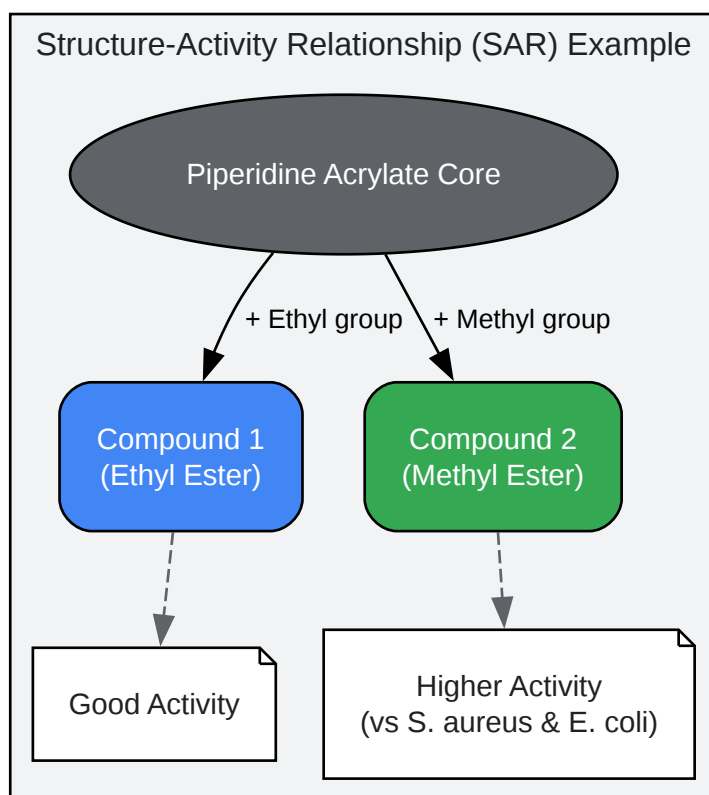 Structure-Activity Relationship (SAR) Example
Piperidine Acrylate Core
+ Ethyl group
+ Methyl group
Compound 1
(Ethyl Ester)
Compound 2
(Methyl Ester)
Good Activity
Higher Activity
(vs S. aureus & E. coli)